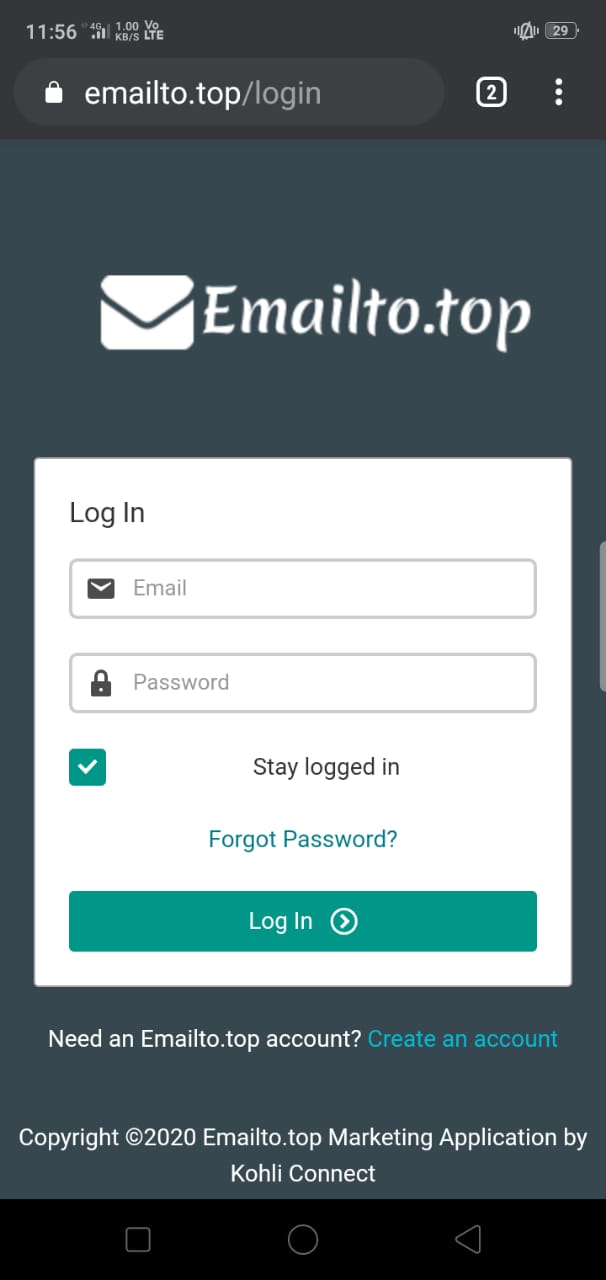 11:56 4G 1.00 KB/S Vo LTE 29
emailto.top/login 2
Emailto.top
Log In
Email
Password
Stay logged in
Forgot Password?
Log In
Need an Emailto.top account? Create an account
Copyright ©2020 Emailto.top Marketing Application by
Kohli Connect